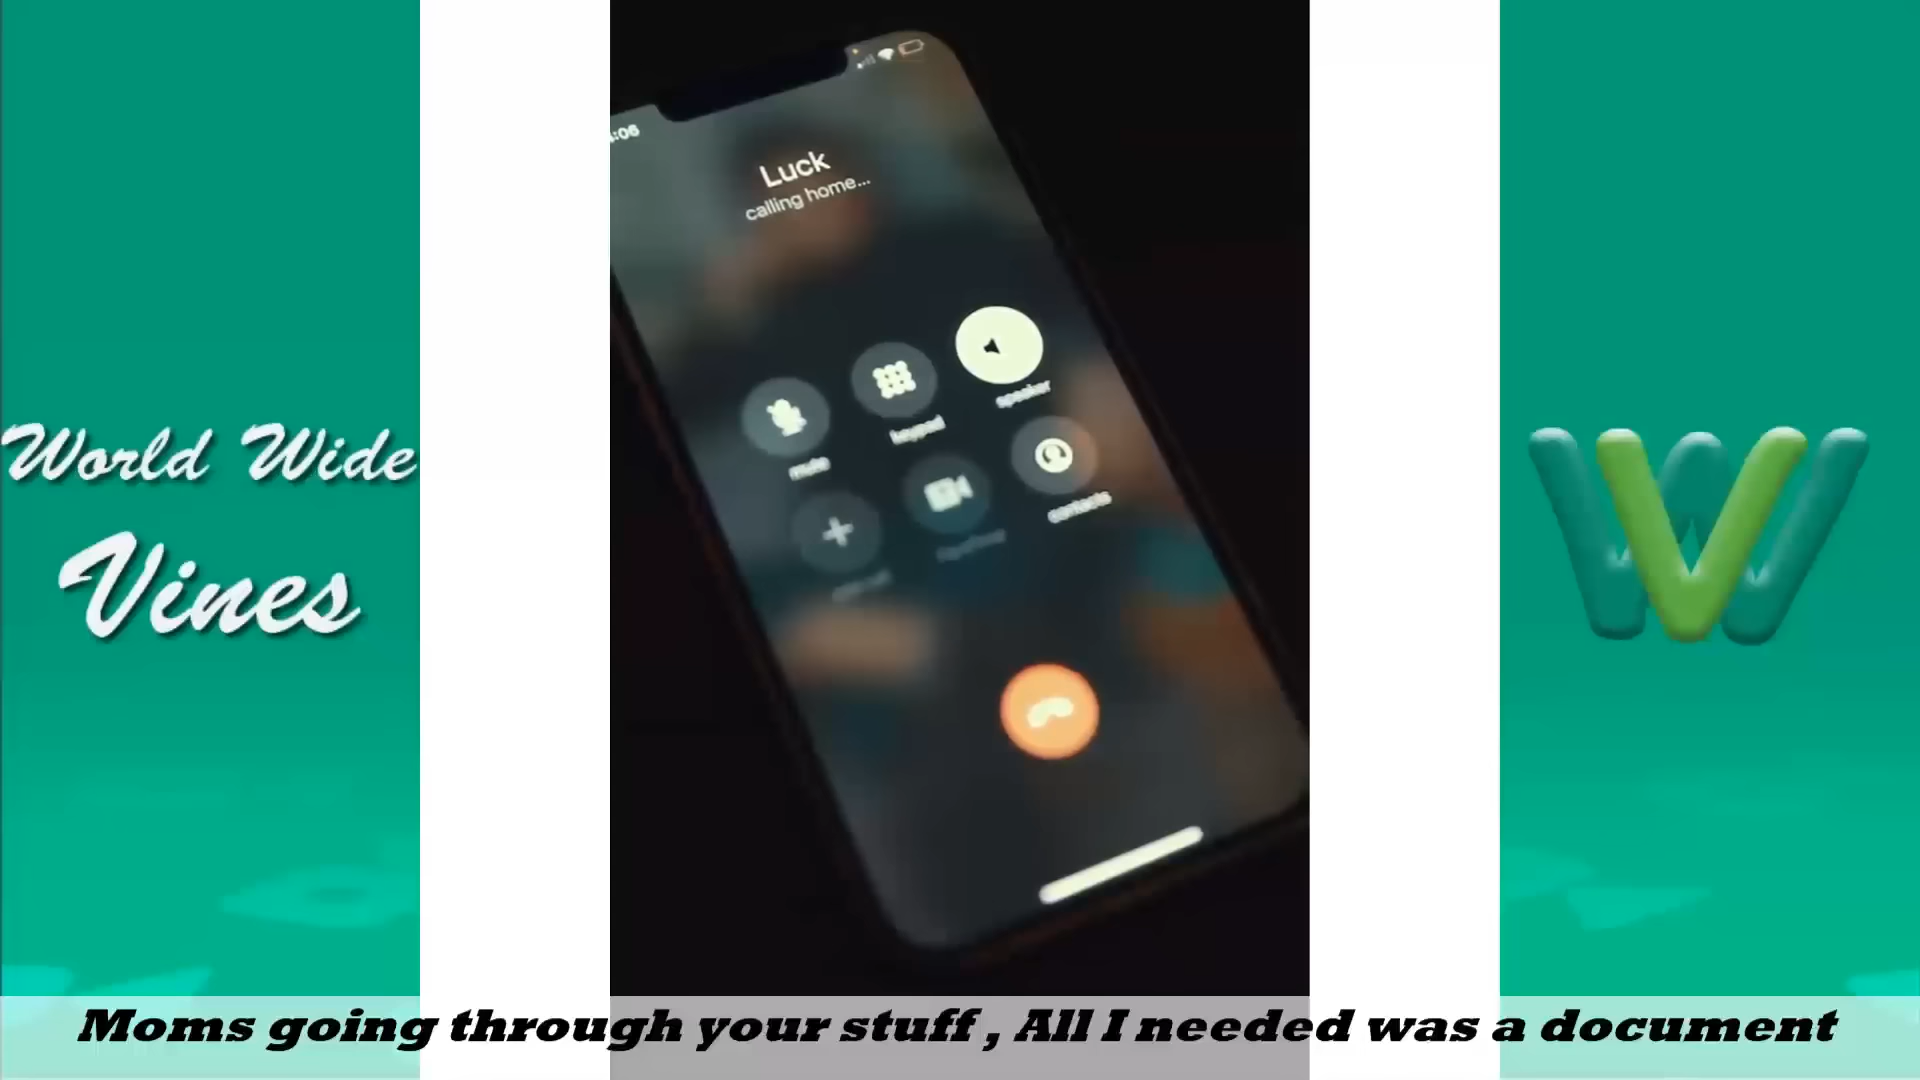 :06
Luck
calling home...
speaker
keypad
mute
contacts
World Wide
Vines
Moms going through your stuff, All I needed was a document